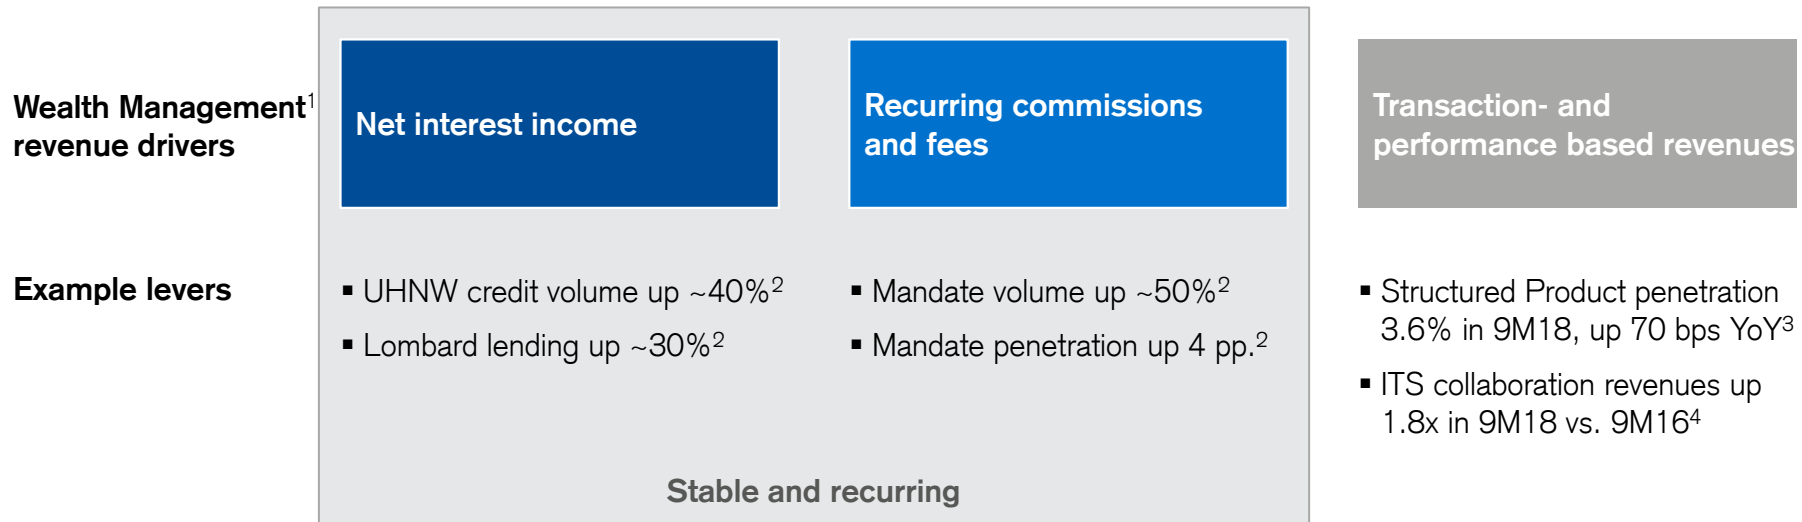 Wealth Management¹
revenue drivers
Net interest income
Recurring commissions
and fees
Transaction- and
performance based revenues
Example levers
▪ UHNW credit volume up ~40%²
▪ Lombard lending up ~30%²
▪ Mandate volume up ~50%²
▪ Mandate penetration up 4 pp.²
▪ Structured Product penetration
3.6% in 9M18, up 70 bps YoY³
▪ ITS collaboration revenues up
1.8x in 9M18 vs. 9M16⁴
Stable and recurring